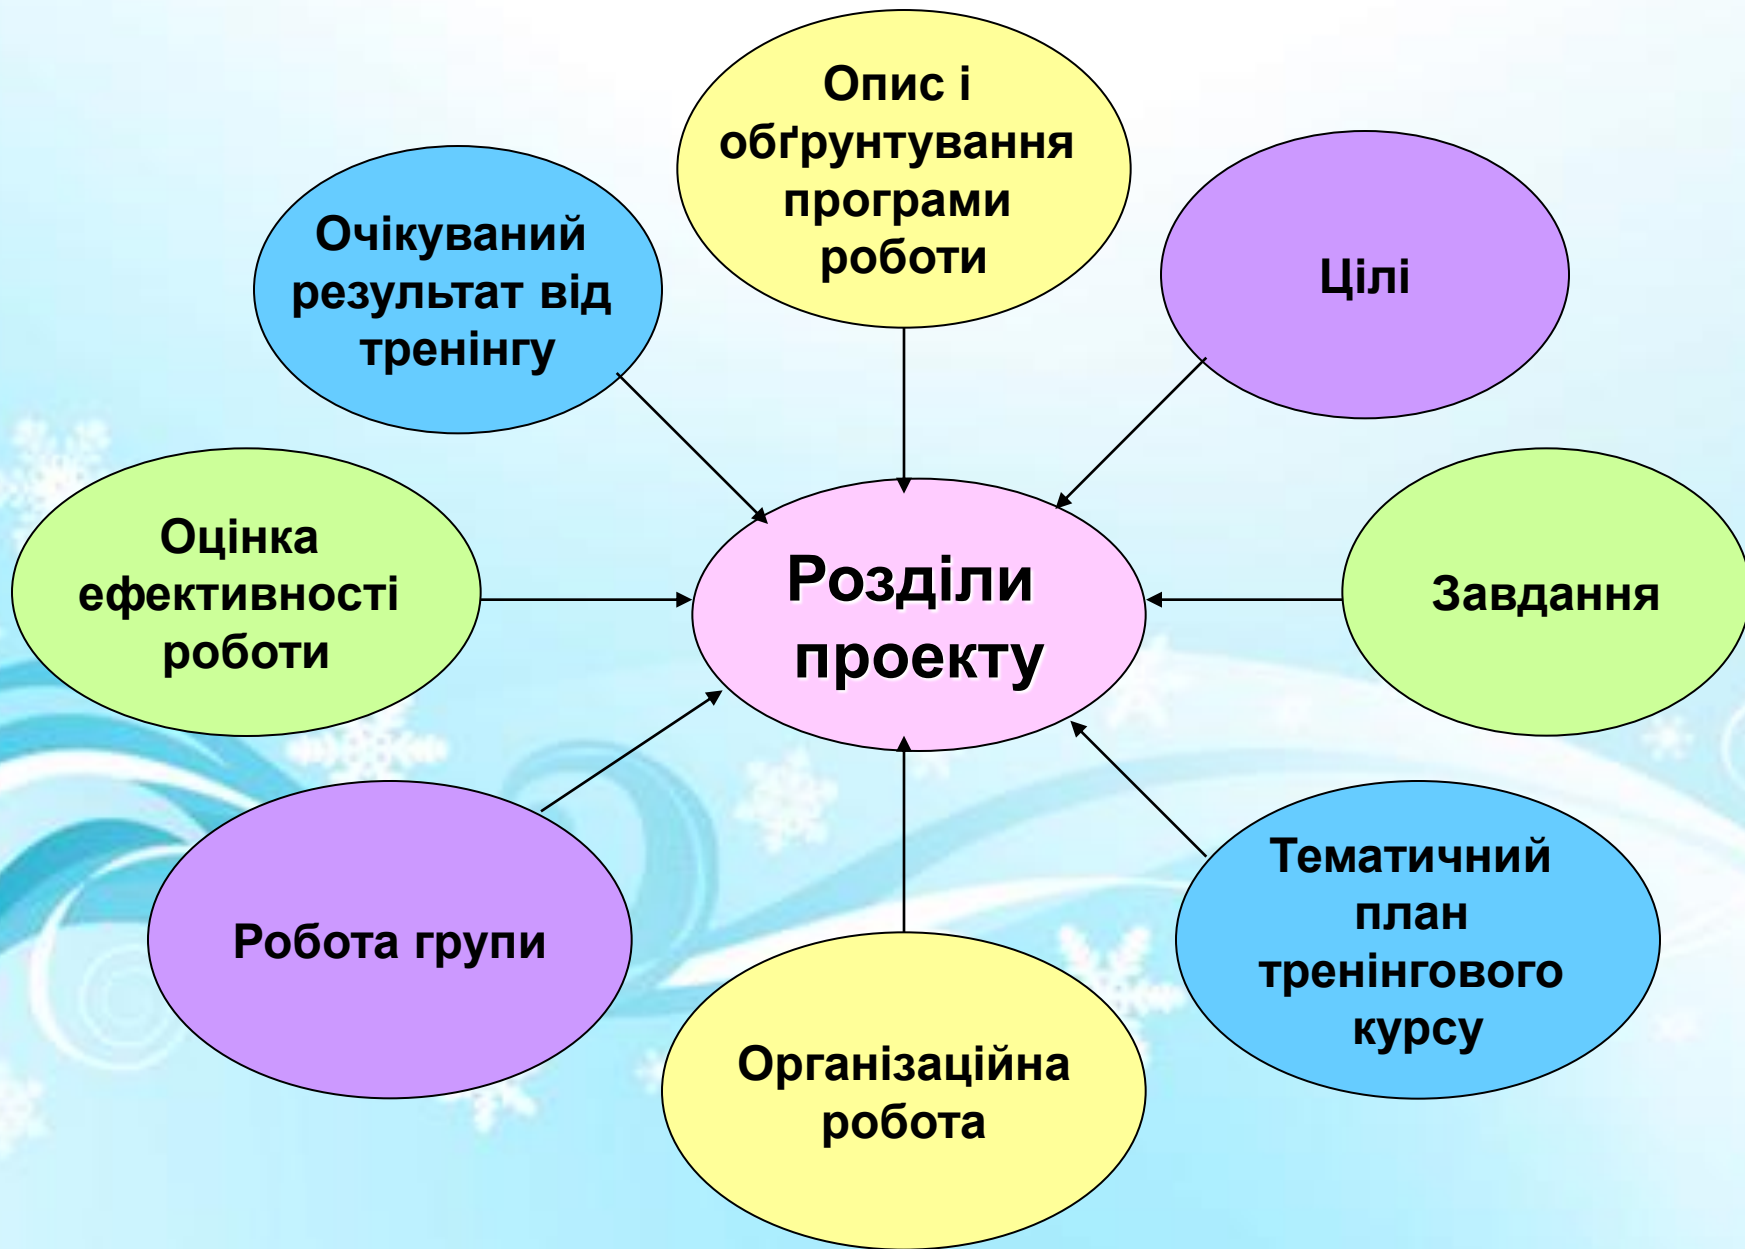 Опис і
обґрунтування
програми
роботи
Цілі
Завдання
Тематичний
план
тренінгового
курсу
Організаційна
робота
Робота групи
Оцінка
ефективності
роботи
Очікуваний
результат від
тренінгу
Розділи
проекту